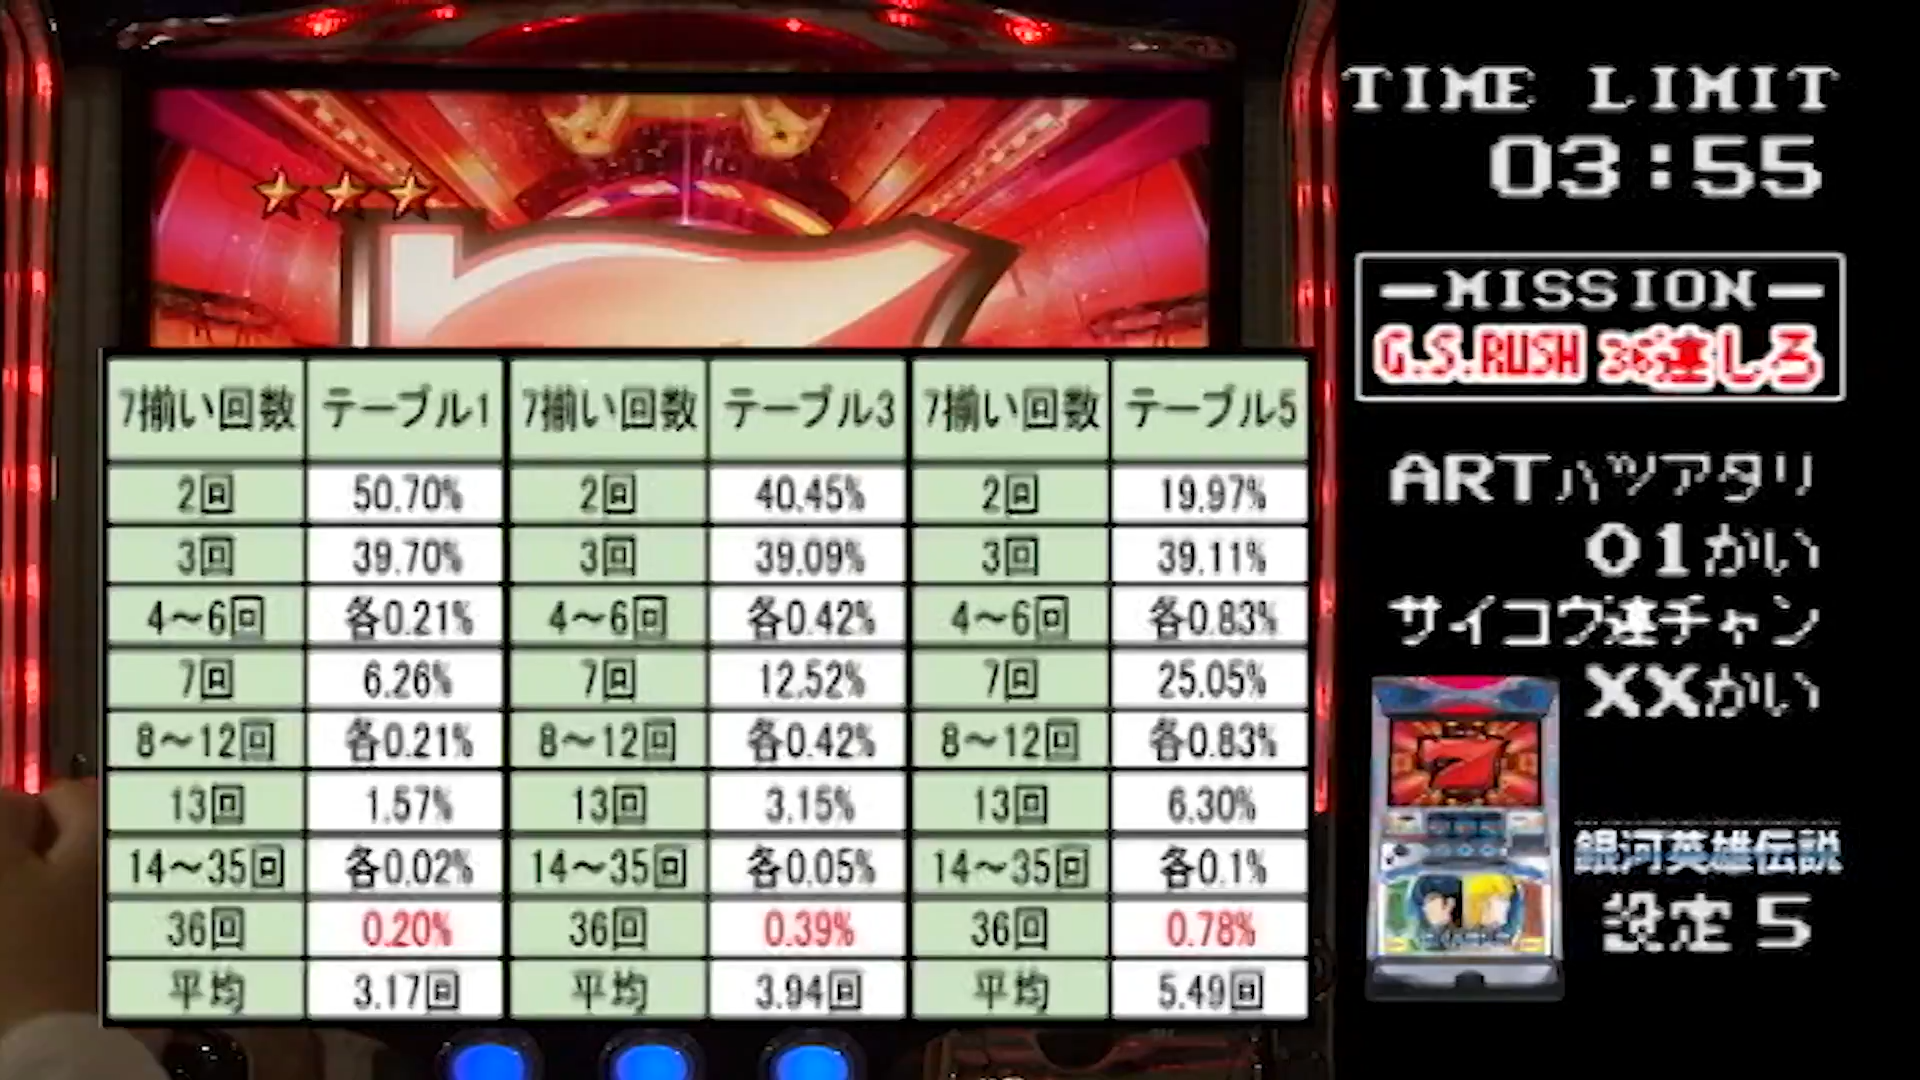 TIME LIMIT
03:55
-MISSION-
G.S.RUSH 36連しろ
ARTハツアタリ
01かい
サイコウ連チャン
XXかい
銀河英雄伝説
設定 5
7揃い回数 テーブル1 7揃い回数 テーブル3 7揃い回数 テーブル5
2回 50.70% 2回 40.45% 2回 19.97%
3回 39.70% 3回 39.09% 3回 39.11%
4〜6回 各0.21% 4〜6回 各0.42% 4〜6回 各0.83%
7回 6.26% 7回 12.52% 7回 25.05%
8〜12回 各0.21% 8〜12回 各0.42% 8〜12回 各0.83%
13回 1.57% 13回 3.15% 13回 6.30%
14〜35回 各0.02% 14〜35回 各0.05% 14〜35回 各0.1%
36回 0.20% 36回 0.39% 36回 0.78%
平均 3.17回 平均 3.94回 平均 5.49回